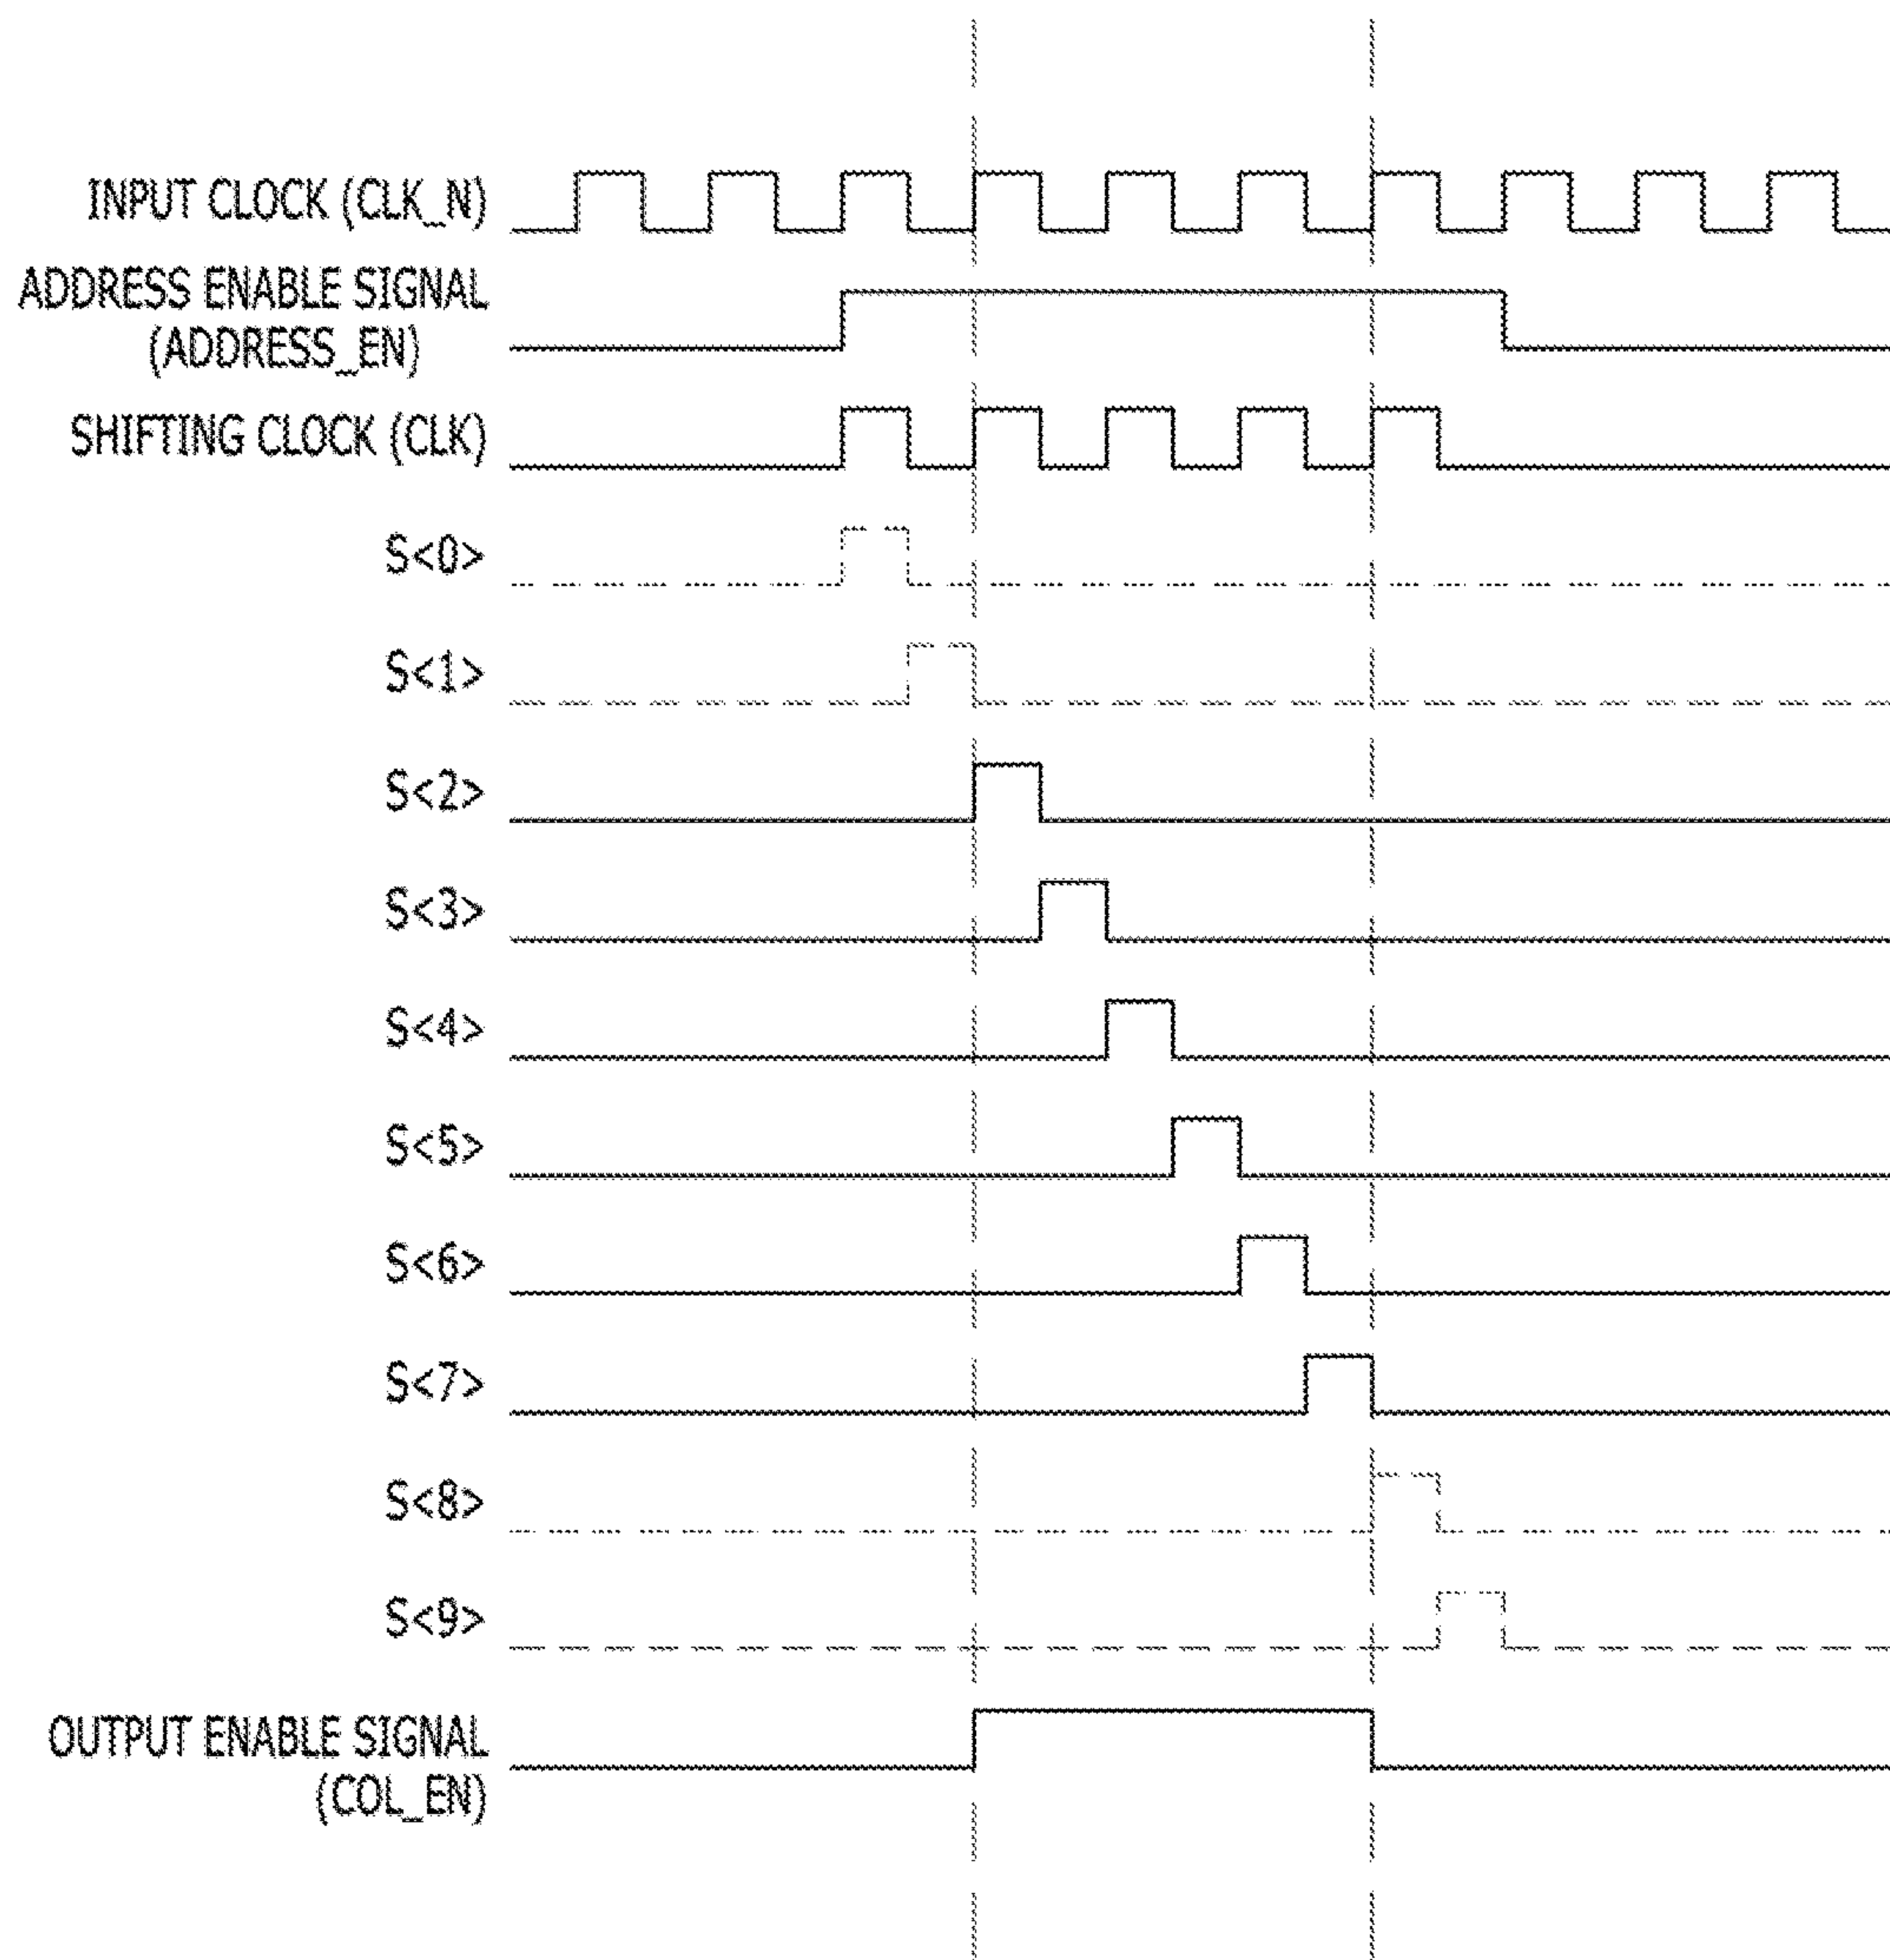 INPUT CLOCK (CLK_N)
ADDRESS ENABLE SIGNAL
(ADDRESS_EN)
SHIFTING CLOCK (CLK)
S<0>
S<1>
S<2>
S<3>
S<4>
S<5>
S<6>
S<7>
S<8>
S<9>
OUTPUT ENABLE SIGNAL
(COL_EN)